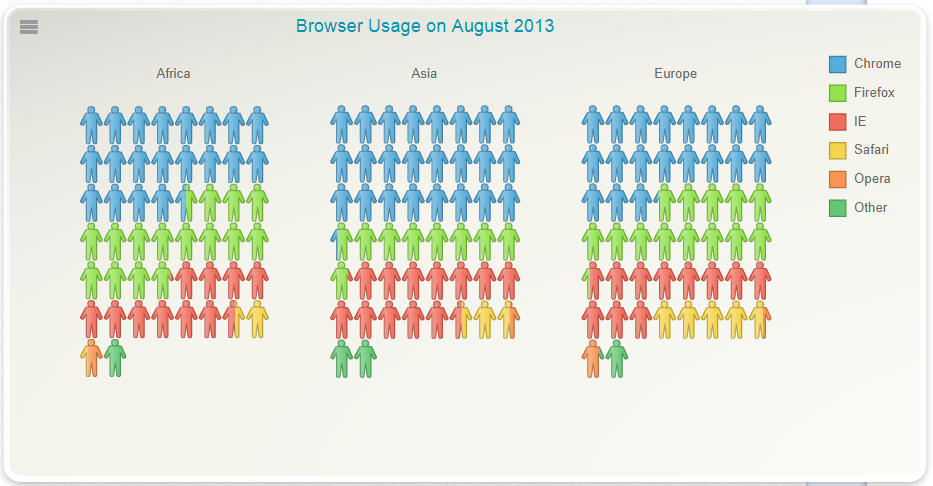 Browser Usage on August 2013
Africa
Asia
Europe
Chrome
Firefox
IE
Safari
Opera
Other